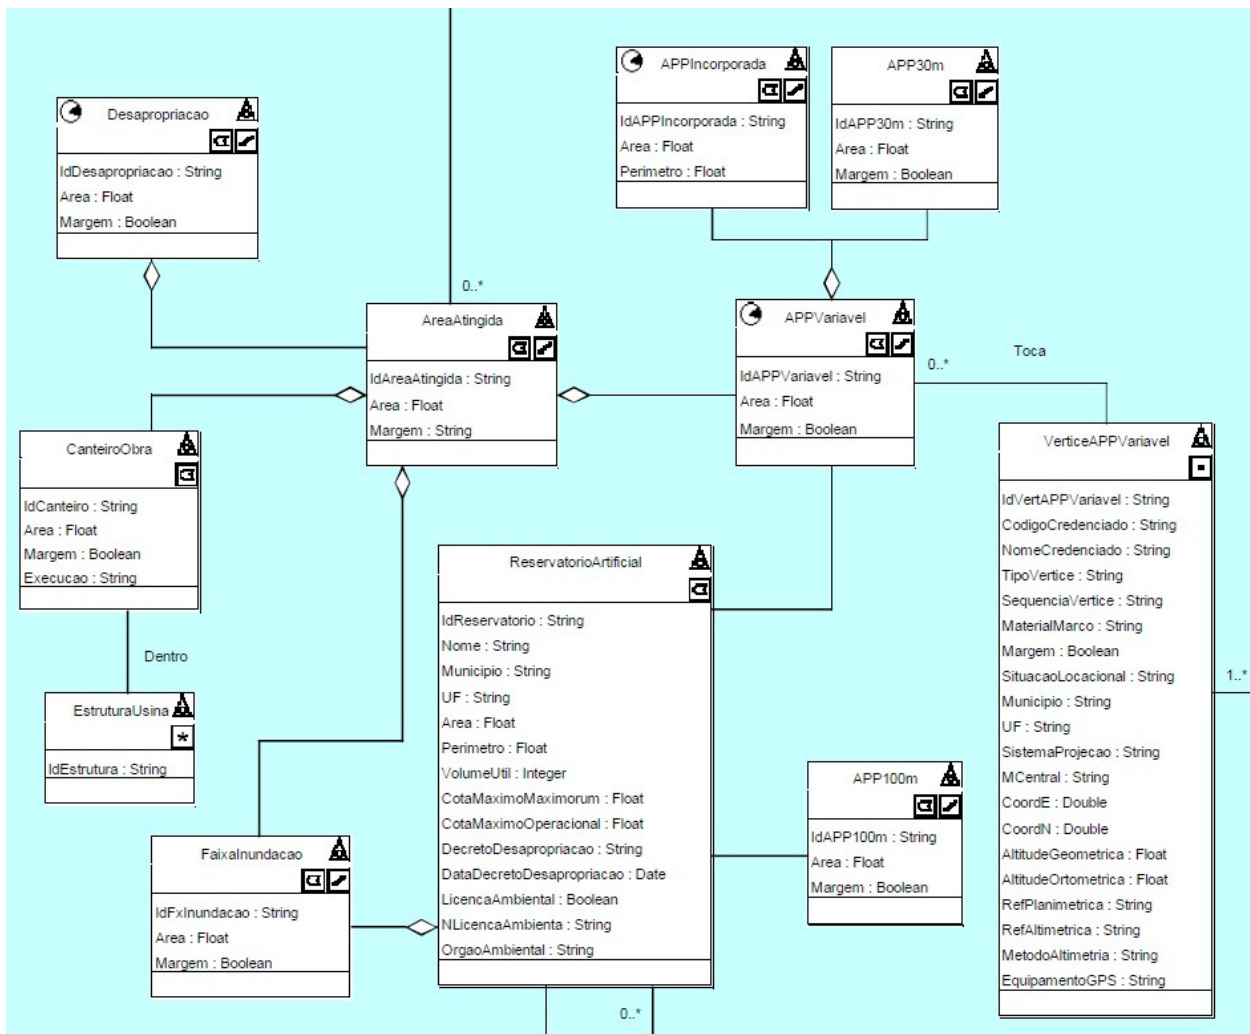 APPIncorporada
IdAPPIncorporada : String
Area : Float
Perimetro : Float
APP30m
IdAPP30m : String
Area : Float
Margem : Boolean
Desapropriacao
IdDesapropriacao : String
Area : Float
Margem : Boolean
0..*
AreaAtingida
IdAreaAtingida : String
Area : Float
Margem : String
APPVariavel
IdAPPVariavel : String
Area : Float
Margem : Boolean
0..*
Toca
CanteiroObra
IdCanteiro : String
Area : Float
Margem : Boolean
Execucao : String
Dentro
EstruturaUsina
*
IdEstrutura : String
FaixaInundacao
IdFxInundacao : String
Area : Float
Margem : Boolean
ReservatorioArtificial
IdReservatorio : String
Nome : String
Municipio : String
UF : String
Area : Float
Perimetro : Float
VolumeUtil : Integer
CotaMaximoMaximorum : Float
CotaMaximoOperacional : Float
DecretoDesapropriacao : String
DataDecretoDesapropriacao : Date
LicencaAmbiental : Boolean
NLicencaAmbienta : String
OrgaoAmbiental : String
0..*
APP100m
IdAPP100m : String
Area : Float
Margem : Boolean
VerticeAPPVariavel
IdVertAPPVariavel : String
CodigoCredenciado : String
NomeCredenciado : String
TipoVertice : String
SequenciaVertice : String
MaterialMarco : String
Margem : Boolean
SituacaoLocacional : String
Municipio : String
UF : String
SistemaProjecao : String
MCentral : String
CoordE : Double
CoordN : Double
AltitudeGeometrica : Float
AltitudeOrtometrica : Float
RefPlanimetrica : String
RefAltimetrica : String
MetodoAltimetria : String
EquipamentoGPS : String
1..*